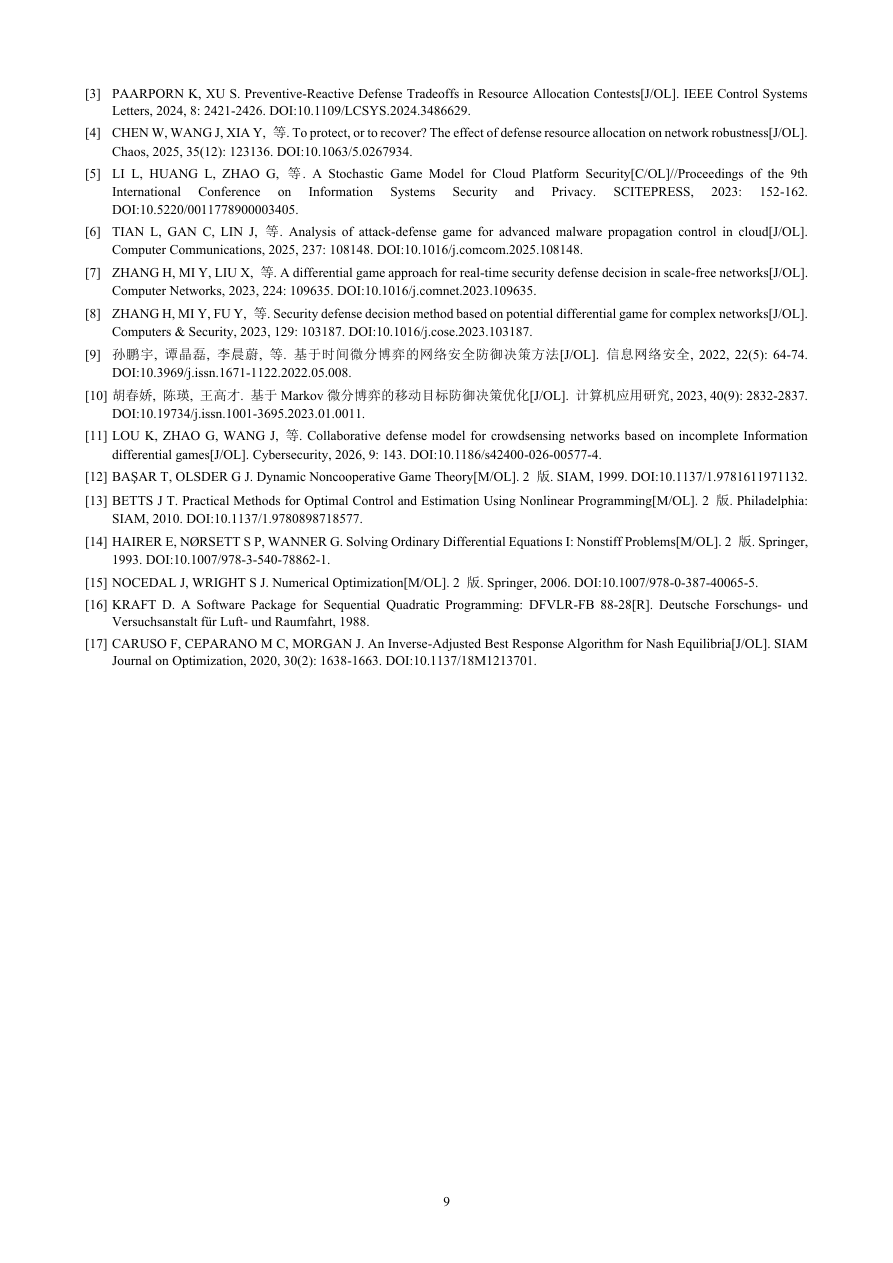 [3] PAARPORN K, XU S. Preventive-Reactive Defense Tradeoffs in Resource Allocation Contests[J/OL]. IEEE Control Systems
Letters, 2024, 8: 2421-2426. DOI:10.1109/LCSYS.2024.3486629.
[4] CHEN W, WANG J, XIA Y, 等. To protect, or to recover? The effect of defense resource allocation on network robustness[J/OL].
Chaos, 2025, 35(12): 123136. DOI:10.1063/5.0267934.
[5] LI L, HUANG L, ZHAO G, 等. A Stochastic Game Model for Cloud Platform Security[C/OL]//Proceedings of the 9th
International Conference on Information Systems Security and Privacy. SCITEPRESS, 2023: 152-162.
DOI:10.5220/0011778900003405.
[6] TIAN L, GAN C, LIN J, 等. Analysis of attack-defense game for advanced malware propagation control in cloud[J/OL].
Computer Communications, 2025, 237: 108148. DOI:10.1016/j.comcom.2025.108148.
[7] ZHANG H, MI Y, LIU X, 等. A differential game approach for real-time security defense decision in scale-free networks[J/OL].
Computer Networks, 2023, 224: 109635. DOI:10.1016/j.comnet.2023.109635.
[8] ZHANG H, MI Y, FU Y, 等. Security defense decision method based on potential differential game for complex networks[J/OL].
Computers & Security, 2023, 129: 103187. DOI:10.1016/j.cose.2023.103187.
[9] 孙鹏宇, 谭晶磊, 李晨蔚, 等. 基于时间微分博弈的网络安全防御决策方法[J/OL]. 信息网络安全, 2022, 22(5): 64-74.
DOI:10.3969/j.issn.1671-1122.2022.05.008.
[10] 胡春娇, 陈瑛, 王高才. 基于 Markov 微分博弈的移动目标防御决策优化[J/OL]. 计算机应用研究, 2023, 40(9): 2832-2837.
DOI:10.19734/j.issn.1001-3695.2023.01.0011.
[11] LOU K, ZHAO G, WANG J, 等. Collaborative defense model for crowdsensing networks based on incomplete Information
differential games[J/OL]. Cybersecurity, 2026, 9: 143. DOI:10.1186/s42400-026-00577-4.
[12] BAŞAR T, OLSDER G J. Dynamic Noncooperative Game Theory[M/OL]. 2 版. SIAM, 1999. DOI:10.1137/1.9781611971132.
[13] BETTS J T. Practical Methods for Optimal Control and Estimation Using Nonlinear Programming[M/OL]. 2 版. Philadelphia:
SIAM, 2010. DOI:10.1137/1.9780898718577.
[14] HAIRER E, NØRSETT S P, WANNER G. Solving Ordinary Differential Equations I: Nonstiff Problems[M/OL]. 2 版. Springer,
1993. DOI:10.1007/978-3-540-78862-1.
[15] NOCEDAL J, WRIGHT S J. Numerical Optimization[M/OL]. 2 版. Springer, 2006. DOI:10.1007/978-0-387-40065-5.
[16] KRAFT D. A Software Package for Sequential Quadratic Programming: DFVLR-FB 88-28[R]. Deutsche Forschungs- und
Versuchsanstalt für Luft- und Raumfahrt, 1988.
[17] CARUSO F, CEPARANO M C, MORGAN J. An Inverse-Adjusted Best Response Algorithm for Nash Equilibria[J/OL]. SIAM
Journal on Optimization, 2020, 30(2): 1638-1663. DOI:10.1137/18M1213701.
9